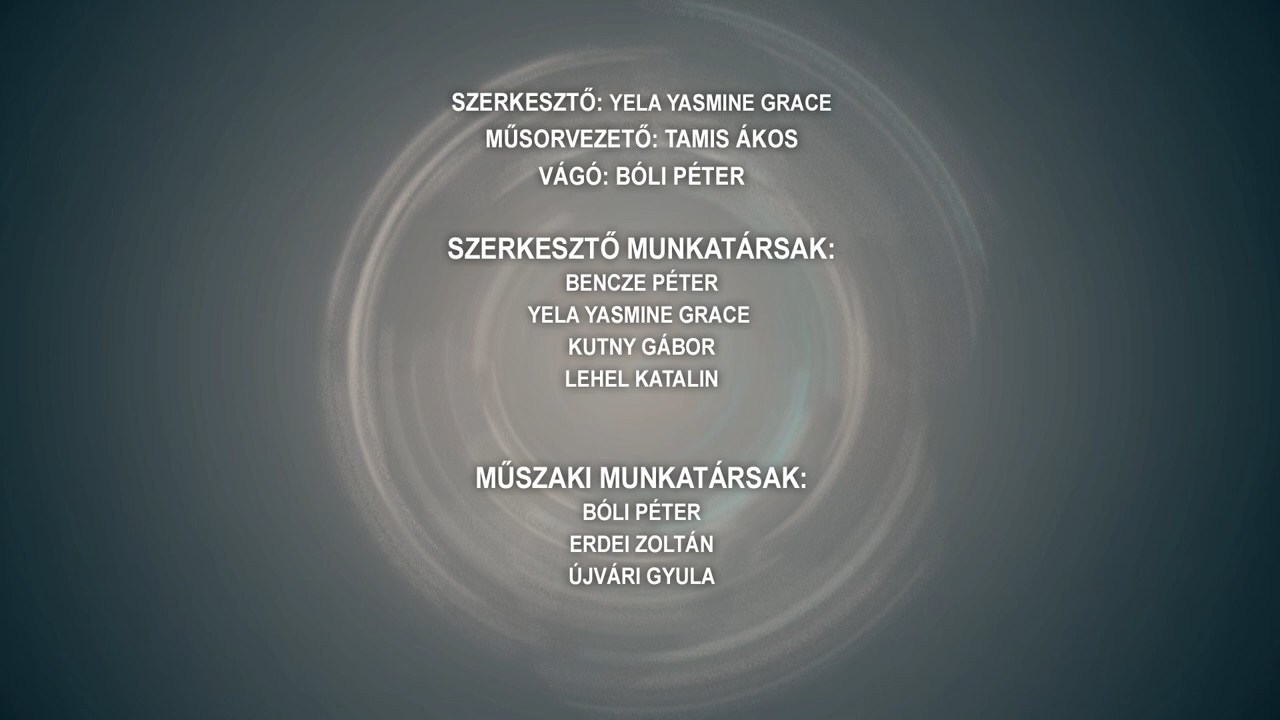 SZERKESZTŐ: YELA YASMINE GRACE
MŰSORVEZETŐ: TAMIS ÁKOS
VÁGÓ: BÓLI PÉTER
SZERKESZTŐ MUNKATÁRSAK:
BENCZE PÉTER
YELA YASMINE GRACE
KUTNY GÁBOR
LEHEL KATALIN
MŰSZAKI MUNKATÁRSAK:
BÓLI PÉTER
ERDEI ZOLTÁN
ÚJVÁRI GYULA